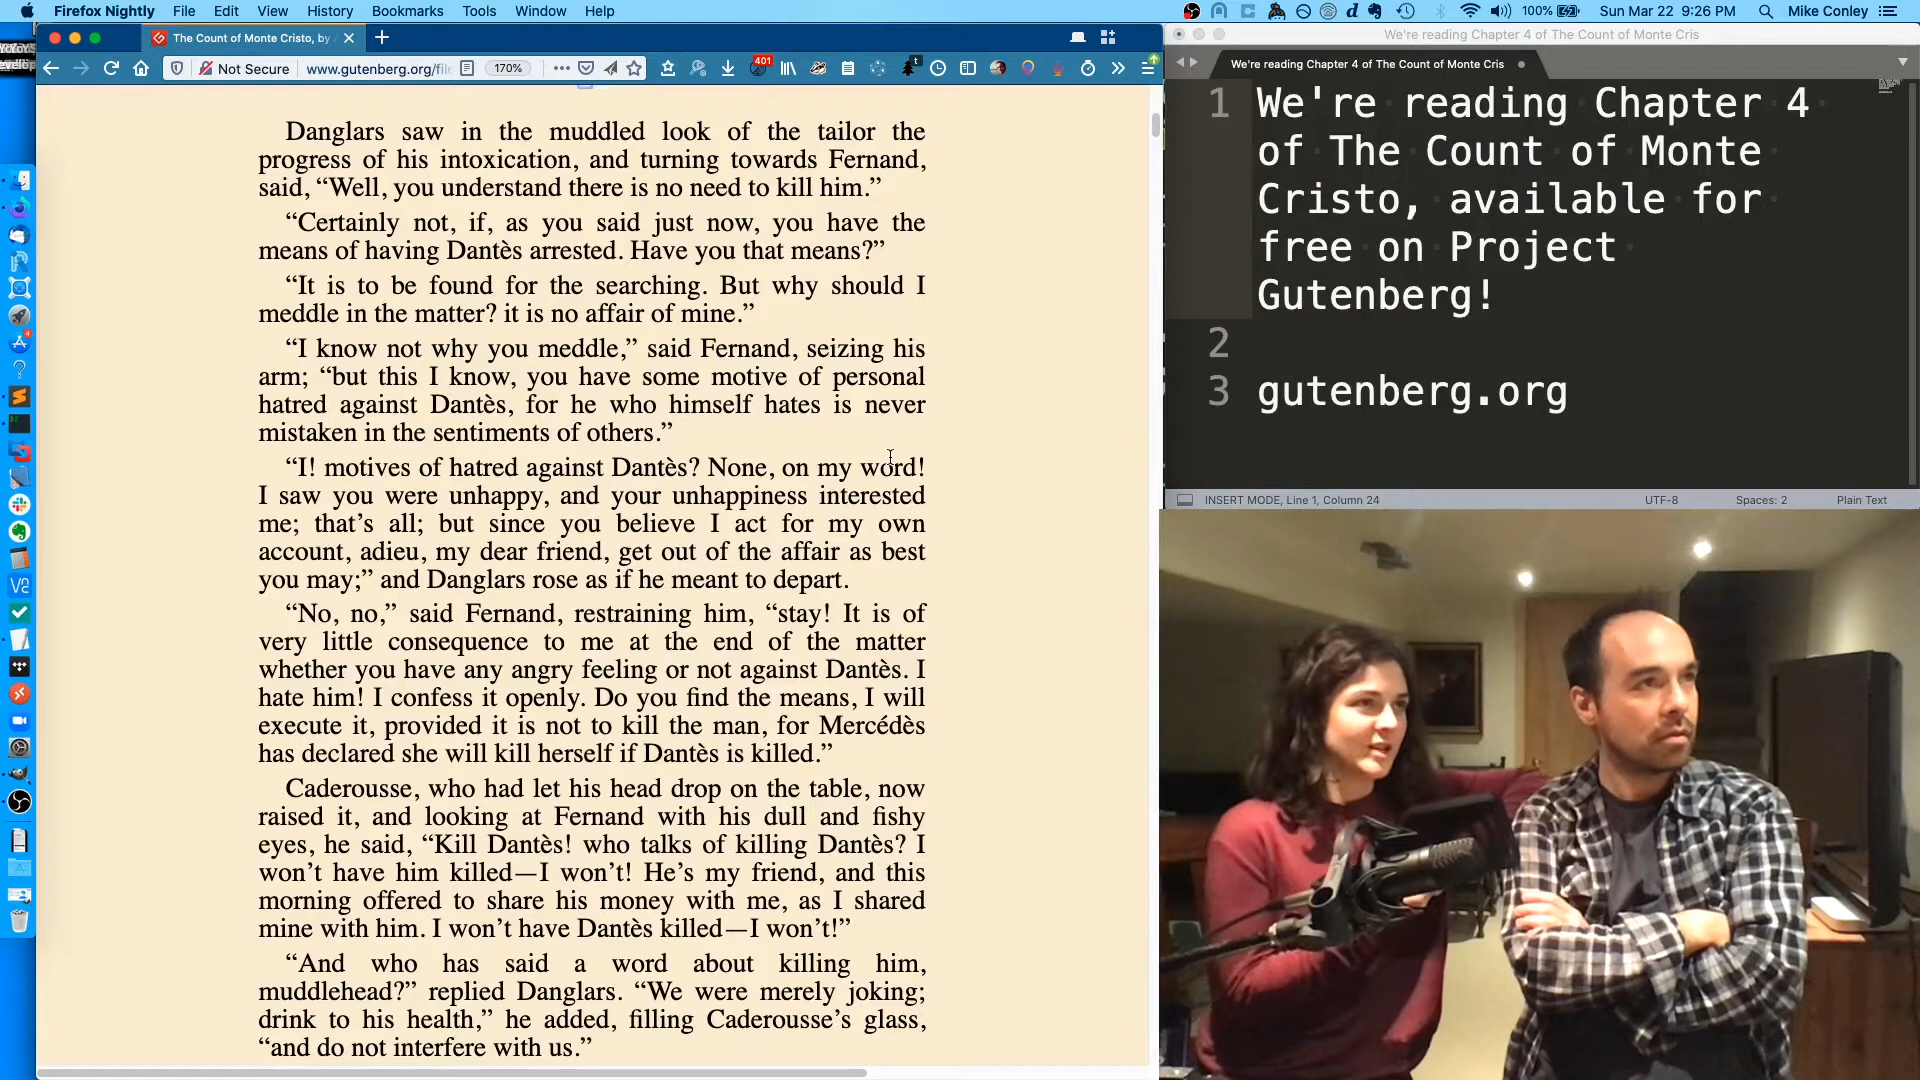 Firefox Nightly File Edit View History Bookmarks Tools Window Help
100% Sun Mar 22 9:26 PM Mike Conley
The Count of Monte Cristo, by
Not Secure www.gutenberg.org/file 170% 401
Danglars saw in the muddled look of the tailor the
progress of his intoxication, and turning towards Fernand,
said, “Well, you understand there is no need to kill him.”
“Certainly not, if, as you said just now, you have the
means of having Dantès arrested. Have you that means?”
“It is to be found for the searching. But why should I
meddle in the matter? it is no affair of mine.”
“I know not why you meddle,” said Fernand, seizing his
arm; “but this I know, you have some motive of personal
hatred against Dantès, for he who himself hates is never
mistaken in the sentiments of others.”
“I! motives of hatred against Dantès? None, on my word!
I saw you were unhappy, and your unhappiness interested
me; that’s all; but since you believe I act for my own
account, adieu, my dear friend, get out of the affair as best
you may;” and Danglars rose as if he meant to depart.
“No, no,” said Fernand, restraining him, “stay! It is of
very little consequence to me at the end of the matter
whether you have any angry feeling or not against Dantès. I
hate him! I confess it openly. Do you find the means, I will
execute it, provided it is not to kill the man, for Mercédès
has declared she will kill herself if Dantès is killed.”
Caderousse, who had let his head drop on the table, now
raised it, and looking at Fernand with his dull and fishy
eyes, he said, “Kill Dantès! who talks of killing Dantès? I
won’t have him killed—I won’t! He’s my friend, and this
morning offered to share his money with me, as I shared
mine with him. I won’t have Dantès killed—I won’t!”
“And who has said a word about killing him,
muddlehead?” replied Danglars. “We were merely joking;
drink to his health,” he added, filling Caderousse’s glass,
“and do not interfere with us.”
We're reading Chapter 4 of The Count of Monte Cris
We're reading Chapter 4 of The Count of Monte Cris
1 We're reading Chapter 4
of The Count of Monte
Cristo, available for
free on Project
Gutenberg!
2
3 gutenberg.org
INSERT MODE, Line 1, Column 24 UTF-8 Spaces: 2 Plain Text